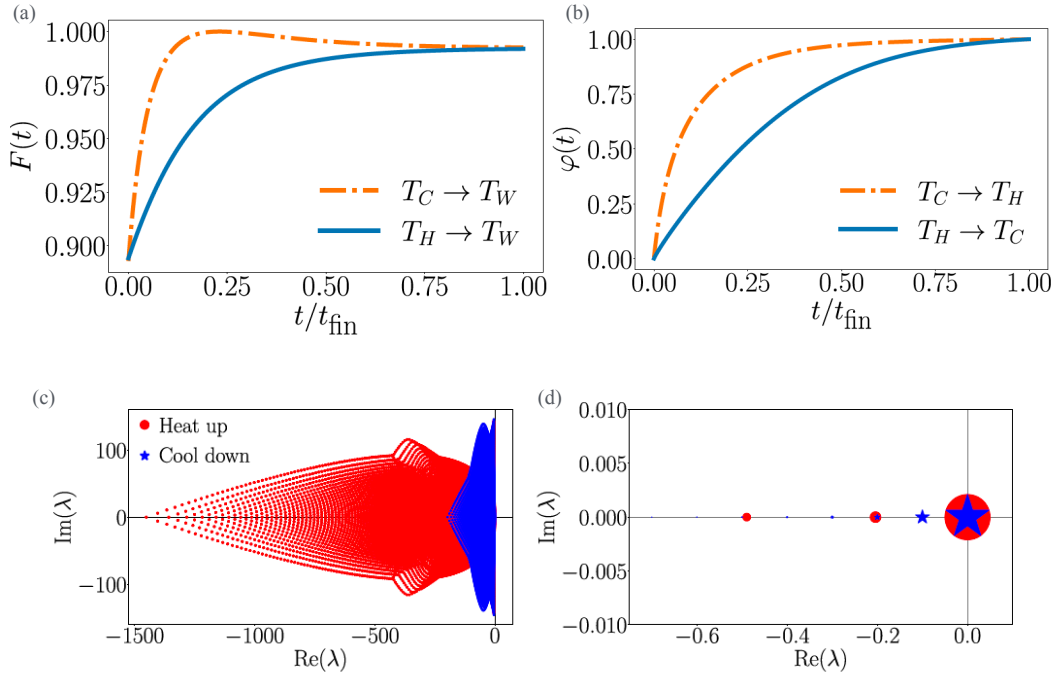 (a)
1.000
0.975
0.950
0.925
0.900
F(t)
T_C → T_W
T_H → T_W
0.00 0.25 0.50 0.75 1.00
t/t_fin
(b)
1.00
0.75
0.50
0.25
0.00
φ(t)
T_C → T_H
T_H → T_C
0.00 0.25 0.50 0.75 1.00
t/t_fin
(c)
Heat up
Cool down
100
0
−100
Im(λ)
−1500 −1000 −500 0
Re(λ)
(d)
0.010
0.005
0.000
−0.005
−0.010
Im(λ)
−0.6 −0.4 −0.2 0.0
Re(λ)